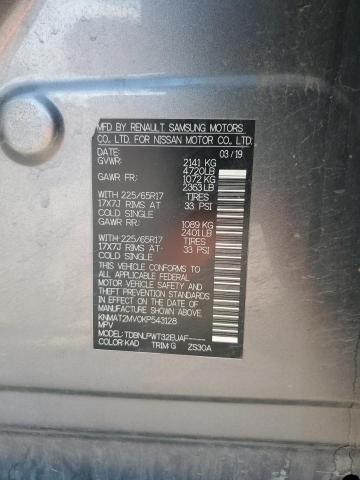 MFD BY RENAULT SAMSUNG MOTORS
CO., LTD. FOR NISSAN MOTOR CO., LTD.
DATE: 03/19
GVWR: 2141 KG
4720LB
GAWR FR: 1072 KG
2363LB
WITH 225/65R17 TIRES
17X7J RIMS AT 33 PSI
COLD SINGLE
GAWR RR: 1089 KG
2401LB
WITH 225/65R17 TIRES
17X7J RIMS AT 33 PSI
COLD SINGLE
THIS VEHICLE CONFORMS TO
ALL APPLICABLE FEDERAL
MOTOR VEHICLE SAFETY AND
THEFT PREVENTION STANDARDS
IN EFFECT ON THE DATE OF
MANUFACTURE SHOWN ABOVE.
KNMAT2MV0KP543128
MPV
MODEL: TDBNLPWT32EUAF-----
COLOR: KAD TRIM: G ZS30A